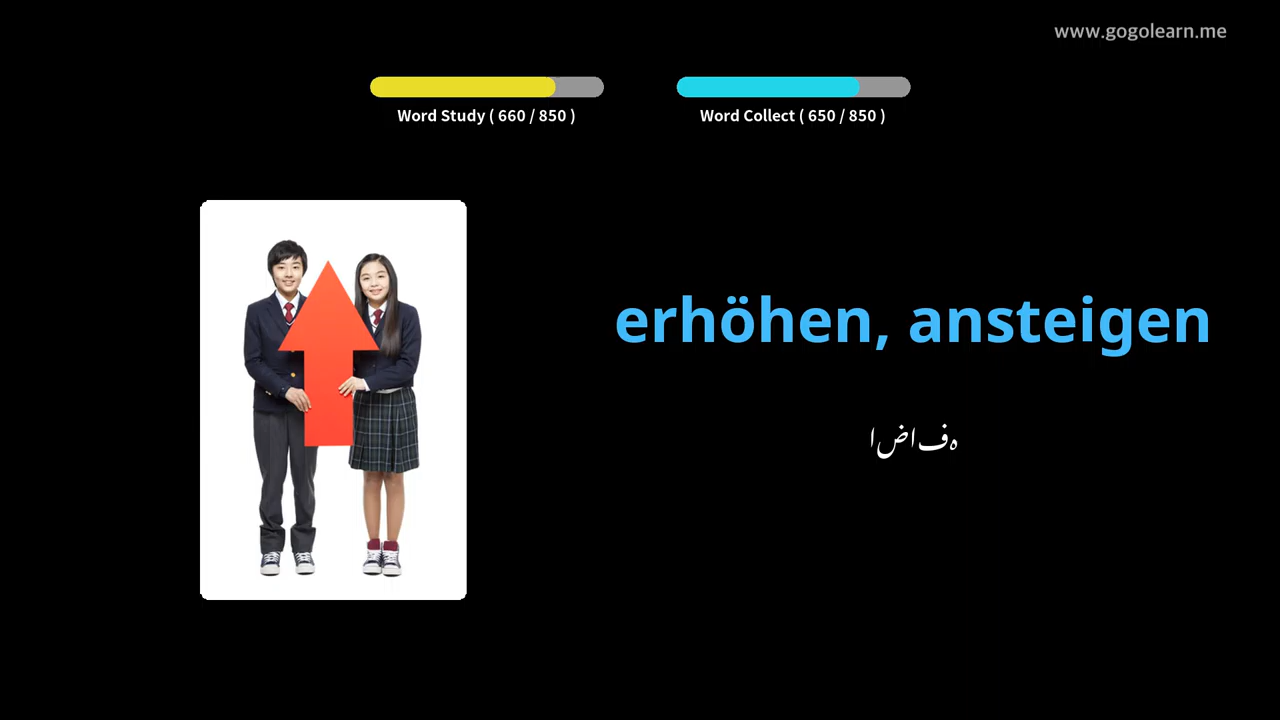 www.gogolearn.me
Word Study ( 660 / 850 )
Word Collect ( 650 / 850 )
erhöhen, ansteigen
اضافہ